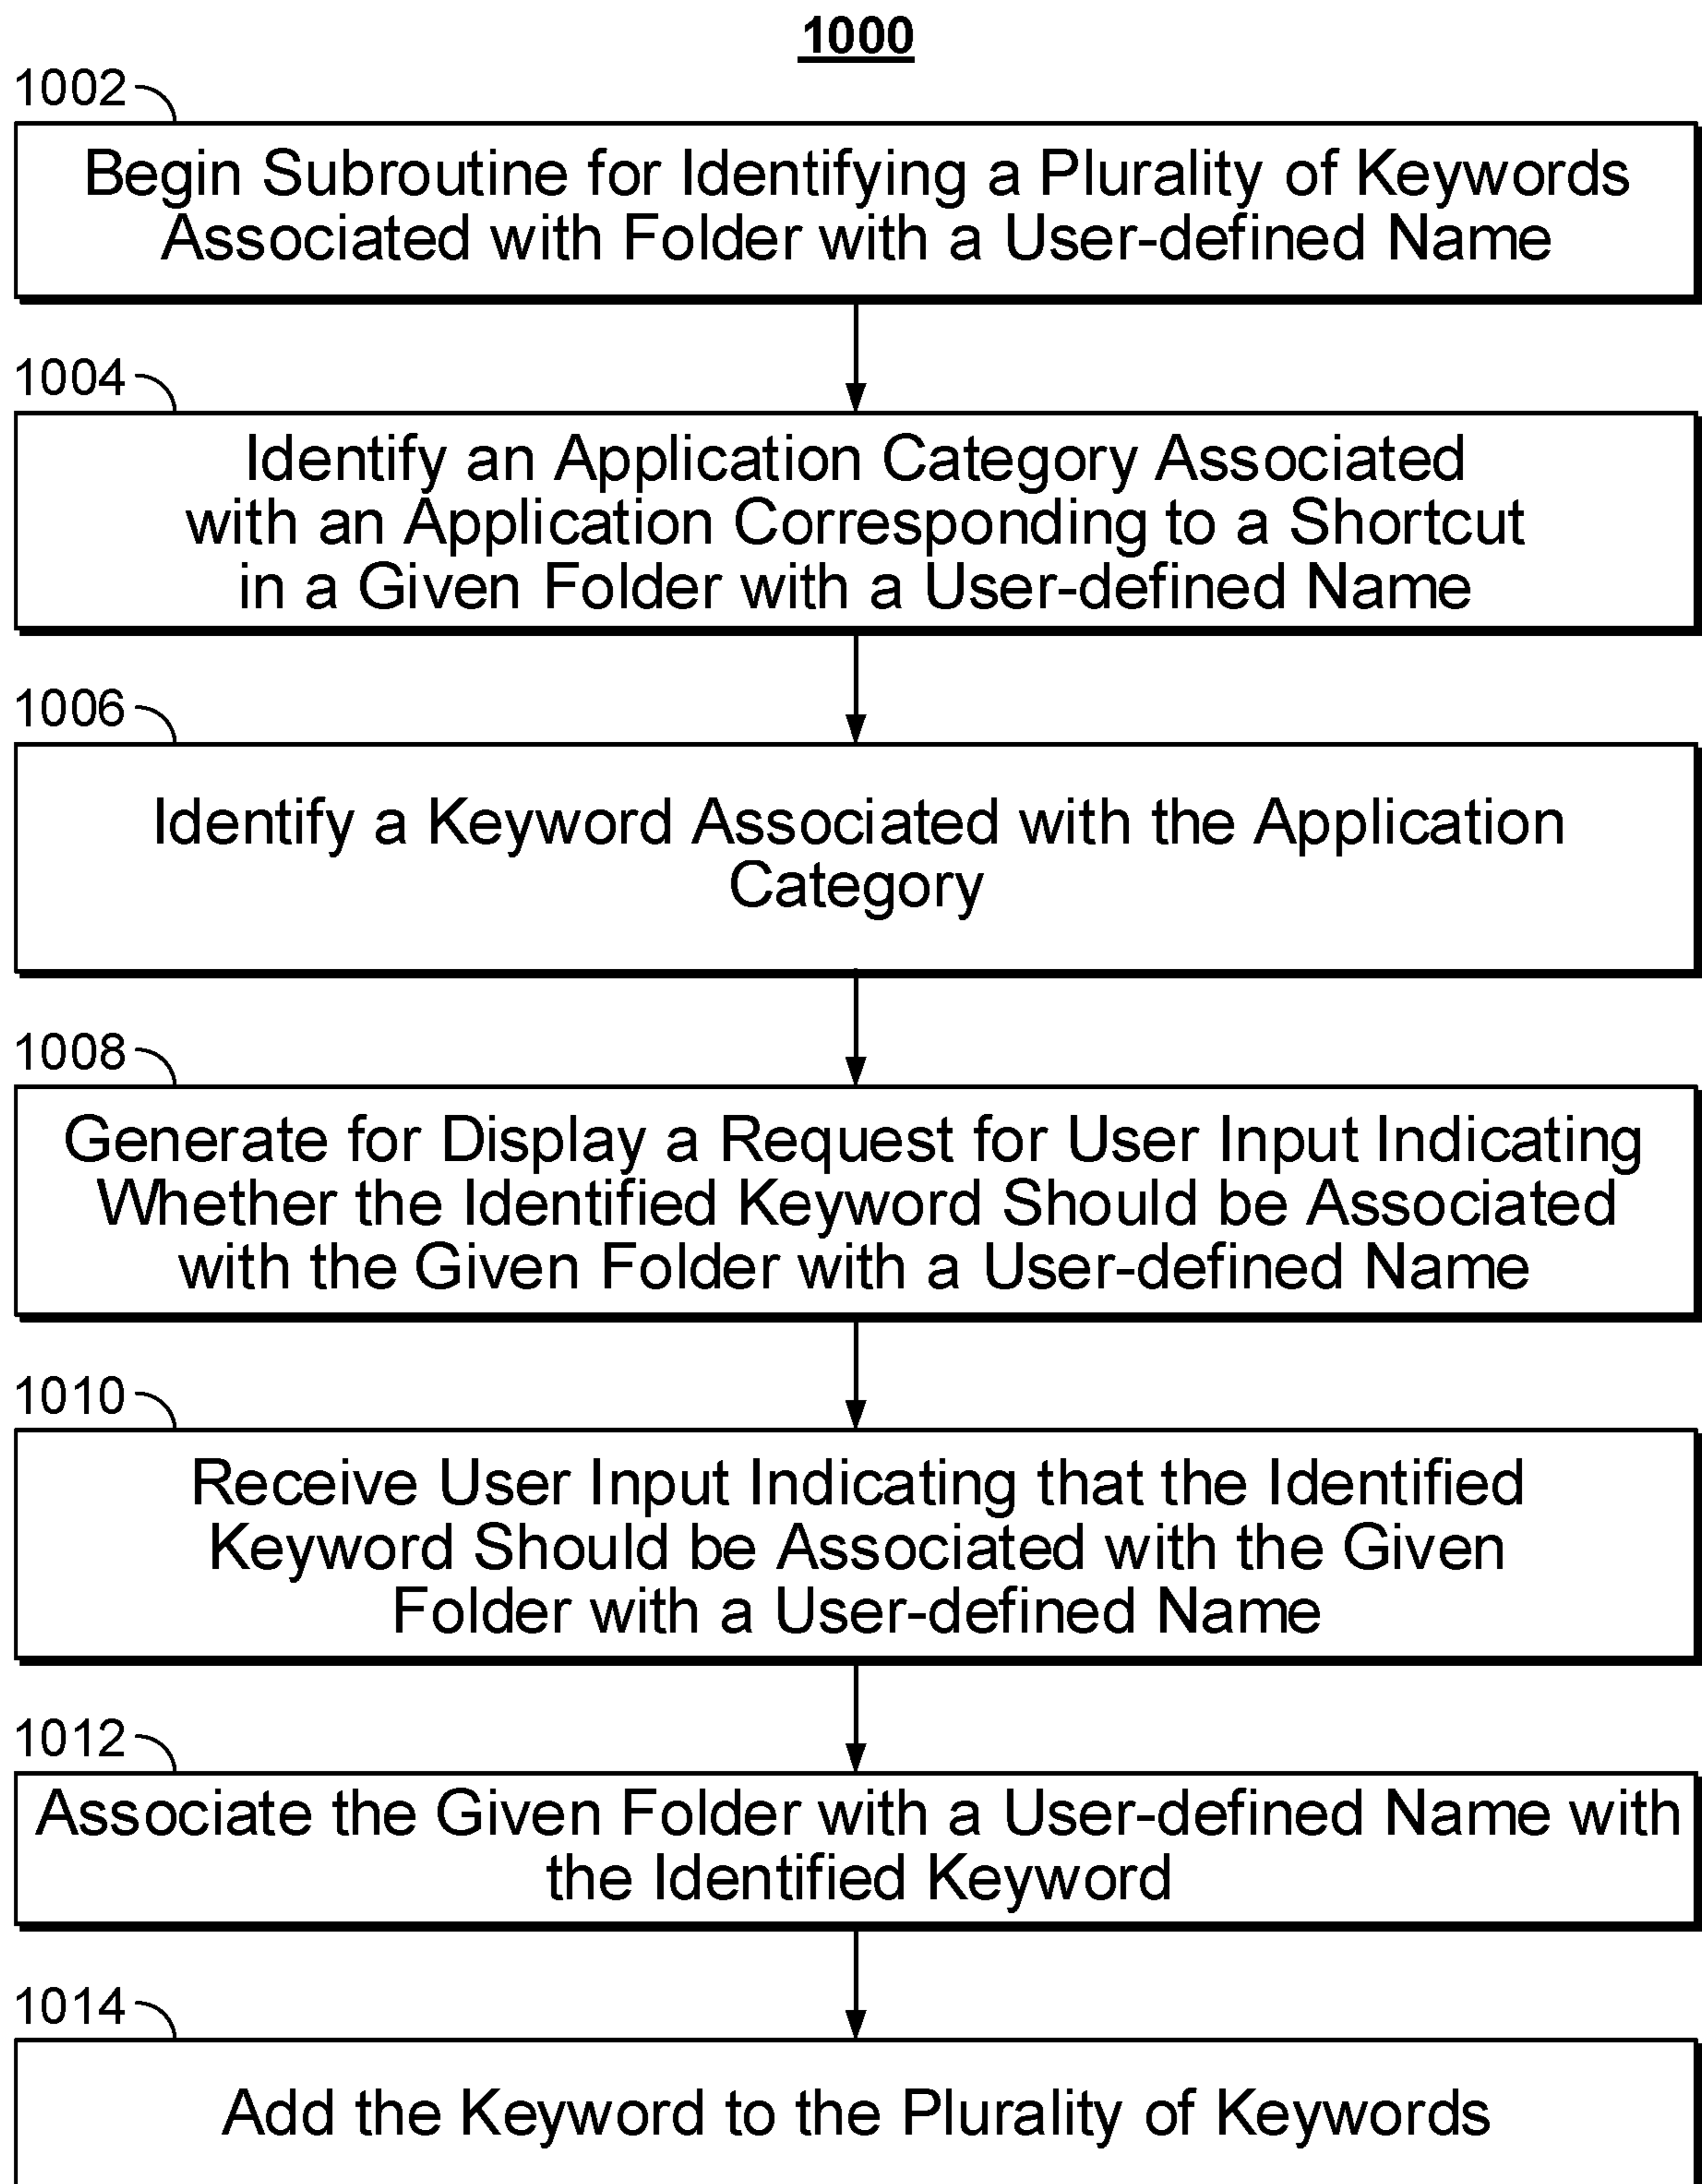 1000
1002
Begin Subroutine for Identifying a Plurality of Keywords
Associated with Folder with a User-defined Name
1004
Identify an Application Category Associated
with an Application Corresponding to a Shortcut
in a Given Folder with a User-defined Name
1006
Identify a Keyword Associated with the Application
Category
1008
Generate for Display a Request for User Input Indicating
Whether the Identified Keyword Should be Associated
with the Given Folder with a User-defined Name
1010
Receive User Input Indicating that the Identified
Keyword Should be Associated with the Given
Folder with a User-defined Name
1012
Associate the Given Folder with a User-defined Name with
the Identified Keyword
1014
Add the Keyword to the Plurality of Keywords